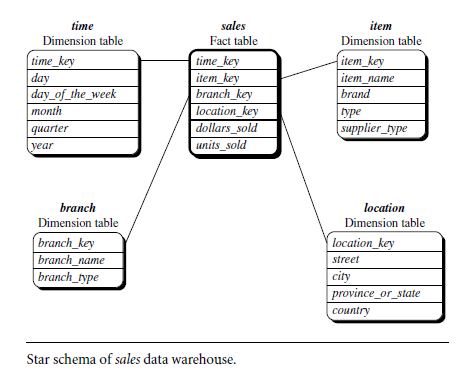 time
Dimension table
time_key
day
day_of_the_week
month
quarter
year
sales
Fact table
time_key
item_key
branch_key
location_key
dollars_sold
units_sold
item
Dimension table
item_key
item_name
brand
type
supplier_type
branch
Dimension table
branch_key
branch_name
branch_type
location
Dimension table
location_key
street
city
province_or_state
country
Star schema of sales data warehouse.